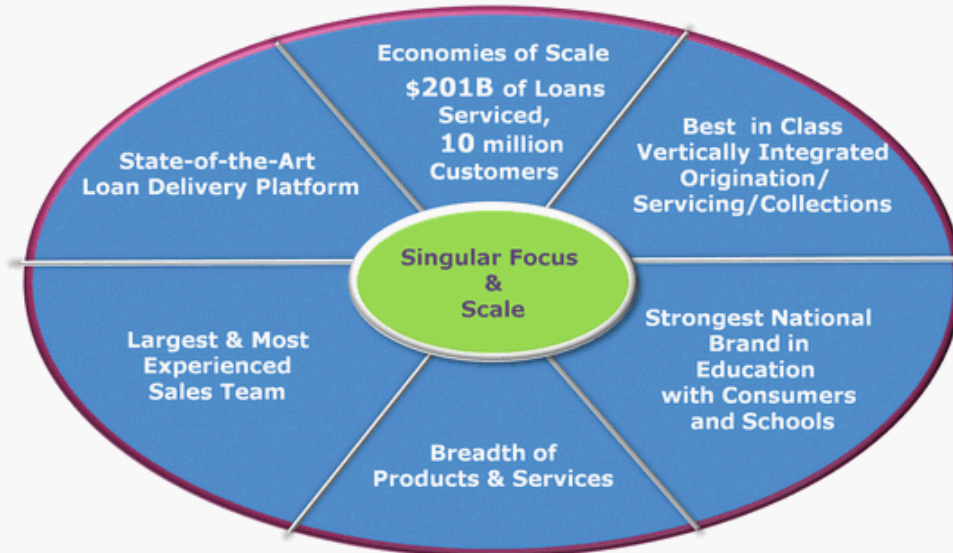 Economies of Scale
$201B of Loans
Serviced,
10 million
Customers
Best in Class
Vertically Integrated
Origination/
Servicing/Collections
Strongest National
Brand in
Education
with Consumers
and Schools
Breadth of
Products & Services
Largest & Most
Experienced
Sales Team
State-of-the-Art
Loan Delivery Platform
Singular Focus
&
Scale